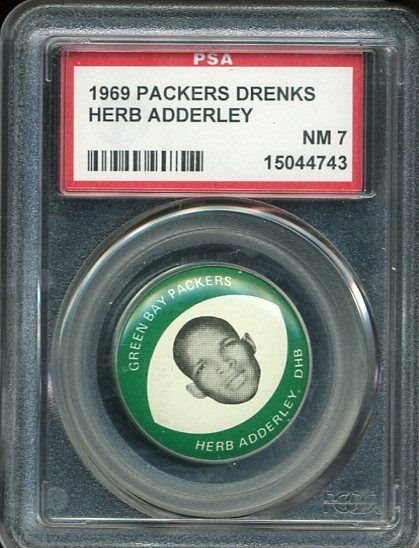 PSA
1969 PACKERS DRENKS
HERB ADDERLEY
NM 7
15044743
GREEN BAY PACKERS
HERB ADDERLEY, DHB